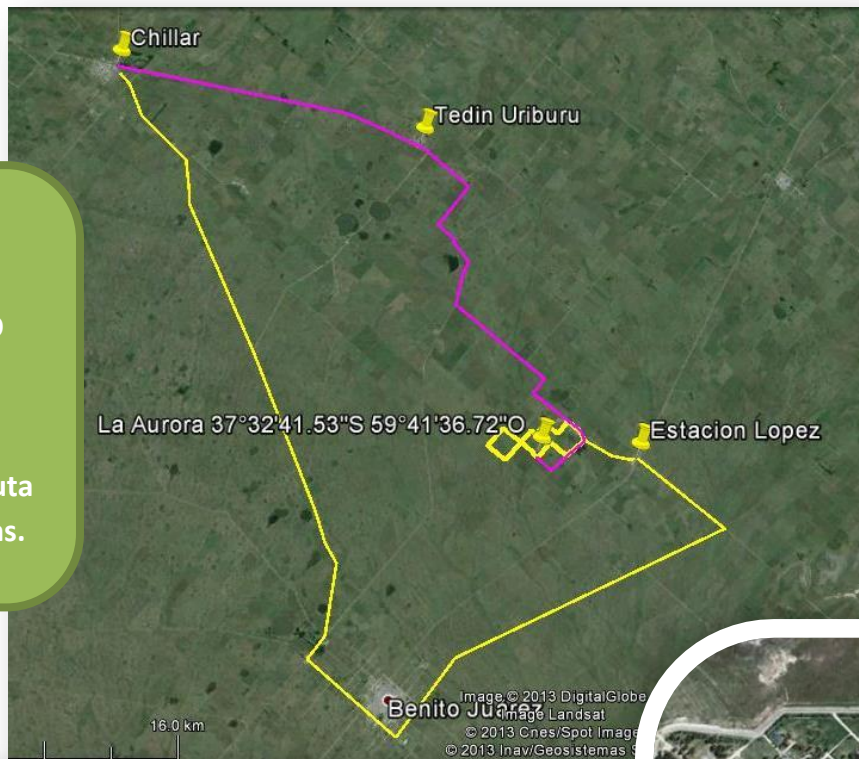 Chillar
Tedin Uriburu
o
La Aurora 37°32'41.53"S 59°41'36.72"O
Estacion Lopez
uta
as.
Benito Juárez
Image © 2013 DigitalGlobe
Image Landsat
16.0 km
© 2013 Cnes/Spot Image
© 2013 Inav/Geosistemas S